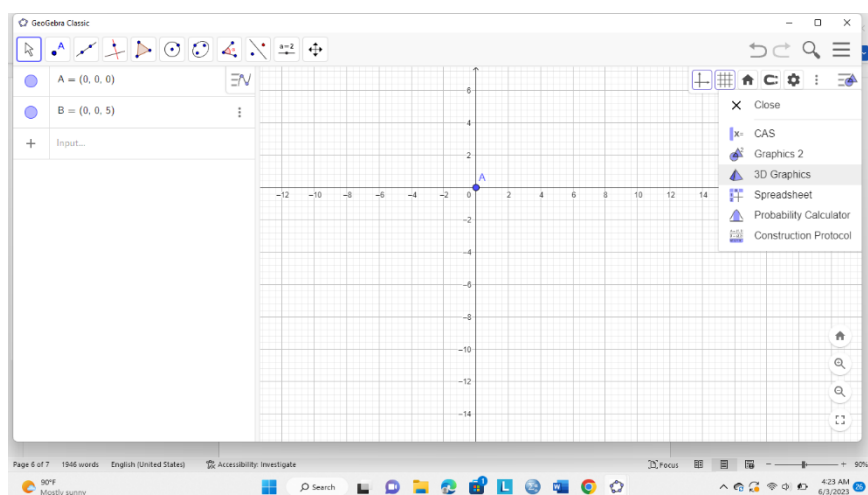 GeoGebra Classic
A
a=2
A = (0, 0, 0)
B = (0, 0, 5)
Input...
6
4
2
A
−12 −10 −8 −6 −4 −2 0 2 4 6 8 10 12 14
−2
−4
−6
−8
−10
−12
−14
Close
x= CAS
2 Graphics 2
3D Graphics
Spreadsheet
Probability Calculator
Construction Protocol
Page 6 of 7 1946 words English (United States) Accessibility: Investigate Focus 90%
90°F
Mostly sunny
Search
4:23 AM
6/3/2023